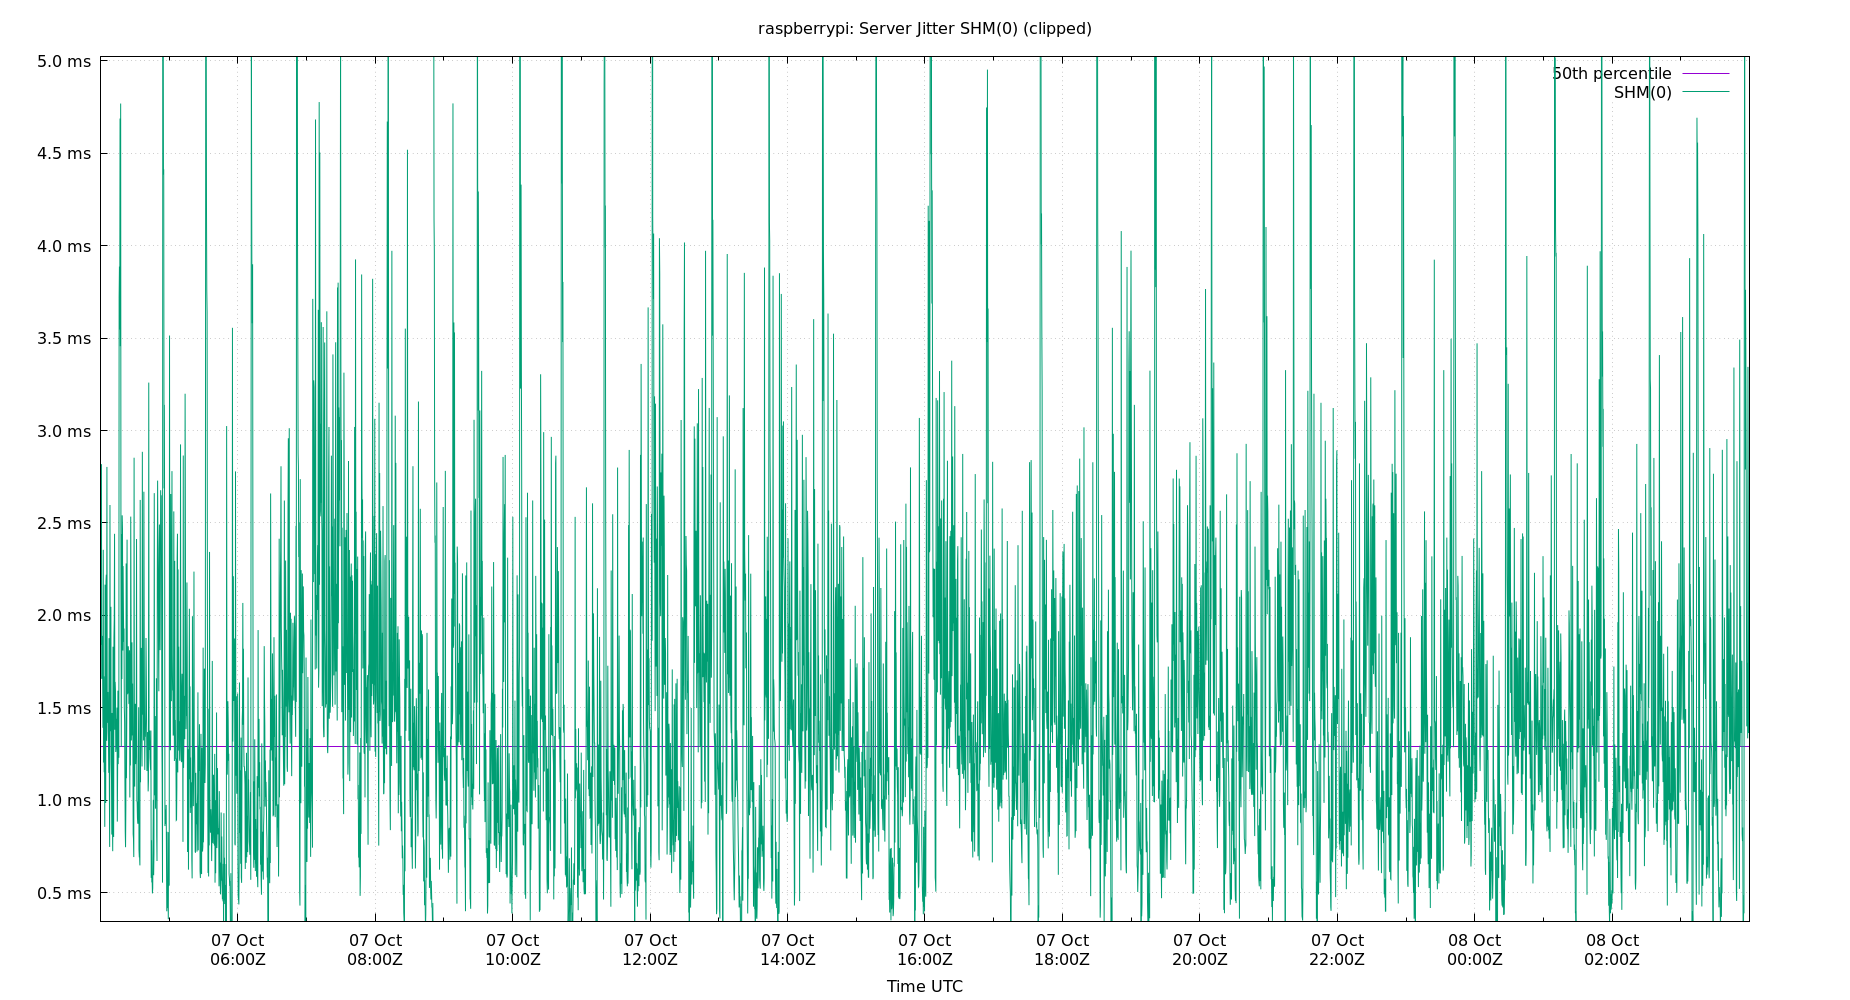 raspberrypi: Server Jitter SHM(0) (clipped)
5.0 ms
4.5 ms
4.0 ms
3.5 ms
3.0 ms
2.5 ms
2.0 ms
1.5 ms
1.0 ms
0.5 ms
50th percentile
SHM(0)
07 Oct 07 Oct 07 Oct 07 Oct 07 Oct 07 Oct 07 Oct 07 Oct 07 Oct 08 Oct 08 Oct
06:00Z 08:00Z 10:00Z 12:00Z 14:00Z 16:00Z 18:00Z 20:00Z 22:00Z 00:00Z 02:00Z
Time UTC